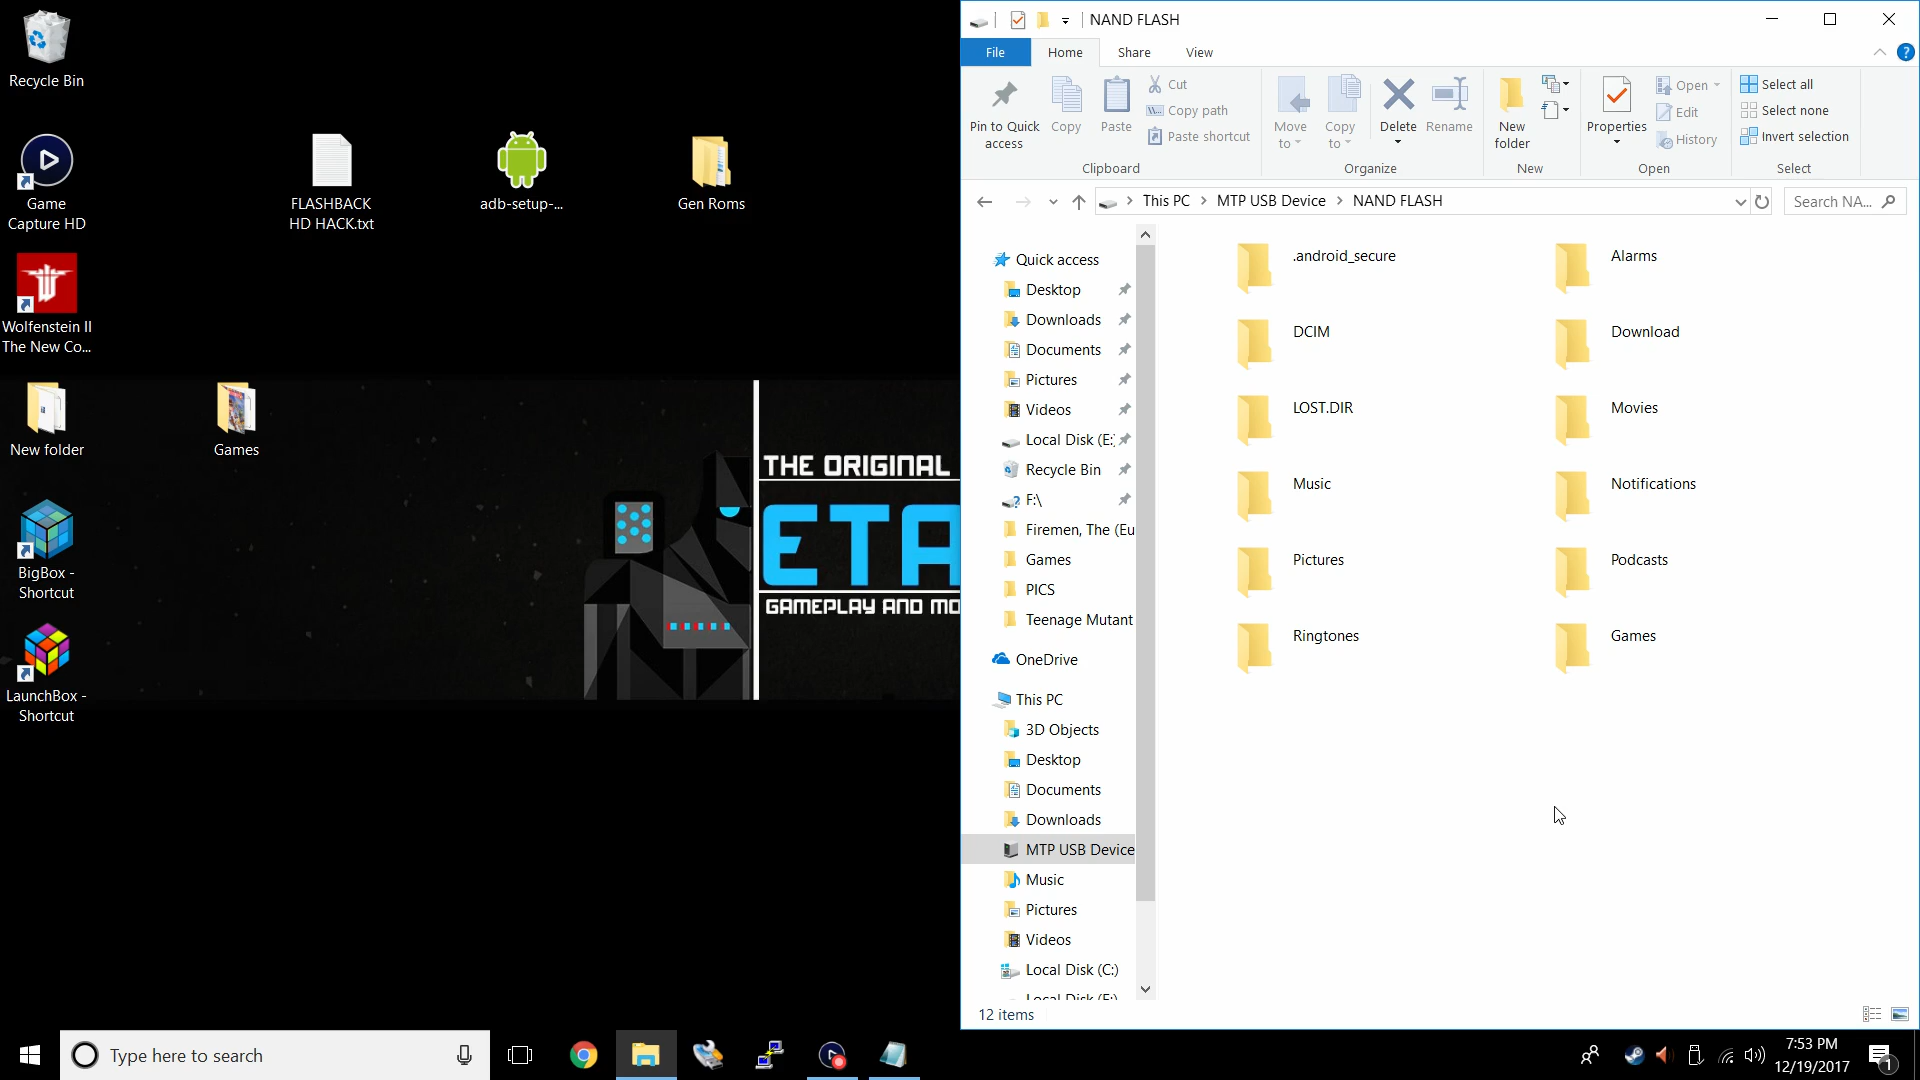 Recycle Bin
Game
Capture HD
FLASHBACK
HD HACK.txt
adb-setup-...
Gen Roms
Wolfenstein II
The New Co...
New folder
Games
BigBox -
Shortcut
LaunchBox -
Shortcut
THE ORIGINAL
ETA
GAMEPLAY AND MO
NAND FLASH
File
Home
Share
View
Pin to Quick
access
Copy
Paste
Cut
Copy path
Paste shortcut
Clipboard
Move
to
Copy
to
Delete
Rename
Organize
New
folder
New
Properties
Open
Edit
History
Open
Select all
Select none
Invert selection
Select
This PC
MTP USB Device
NAND FLASH
Search NA...
Quick access
Desktop
Downloads
Documents
Pictures
Videos
Local Disk (E:
Recycle Bin
F:\
Firemen, The (Eu
Games
PICS
Teenage Mutant
OneDrive
This PC
3D Objects
Desktop
Documents
Downloads
MTP USB Device
Music
Pictures
Videos
Local Disk (C:)
Local Disk (E:)
.android_secure
Alarms
DCIM
Download
LOST.DIR
Movies
Music
Notifications
Pictures
Podcasts
Ringtones
Games
12 items
Type here to search
7:53 PM
12/19/2017
1